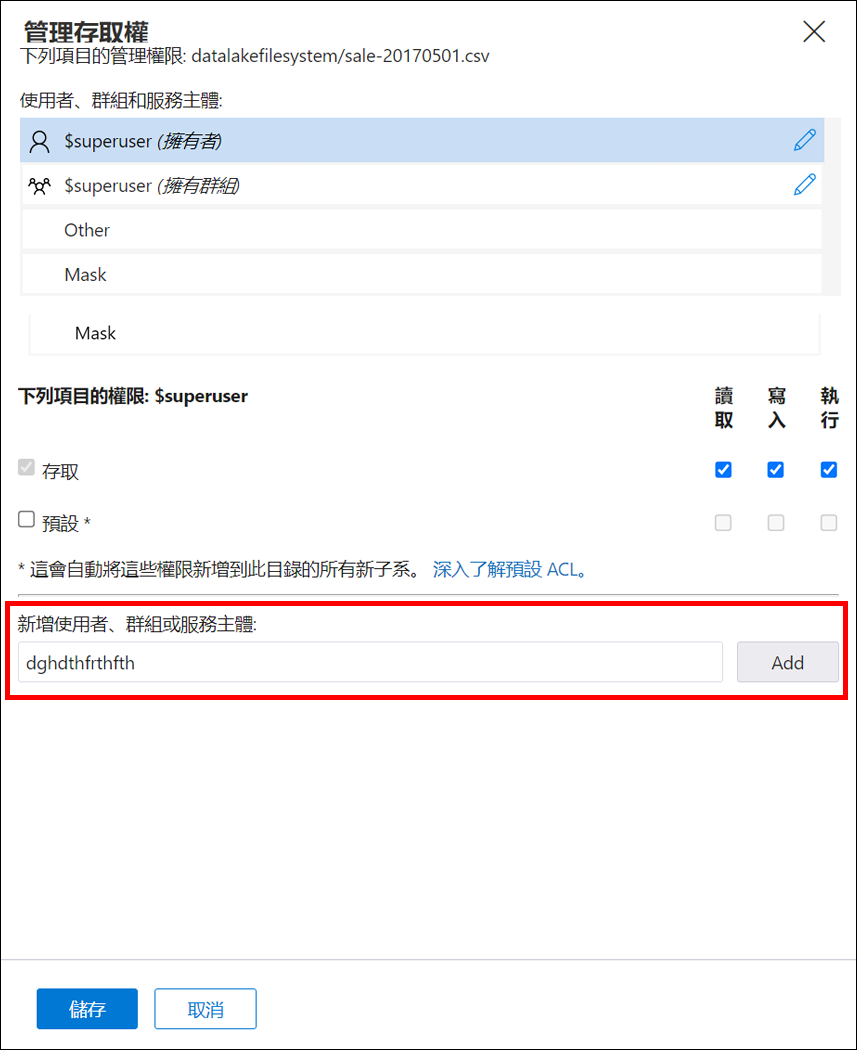 管理存取權
下列項目的管理權限: datalakefilesystem/sale-20170501.csv
使用者、群組和服務主體:
$superuser (擁有者)
$superuser (擁有群組)
Other
Mask
Mask
下列項目的權限: $superuser
讀取
寫入
執行
存取
預設 *
* 這會自動將這些權限新增到此目錄的所有新子系。 深入了解預設 ACL。
新增使用者、群組或服務主體:
dghdthfrthfth
Add
儲存
取消